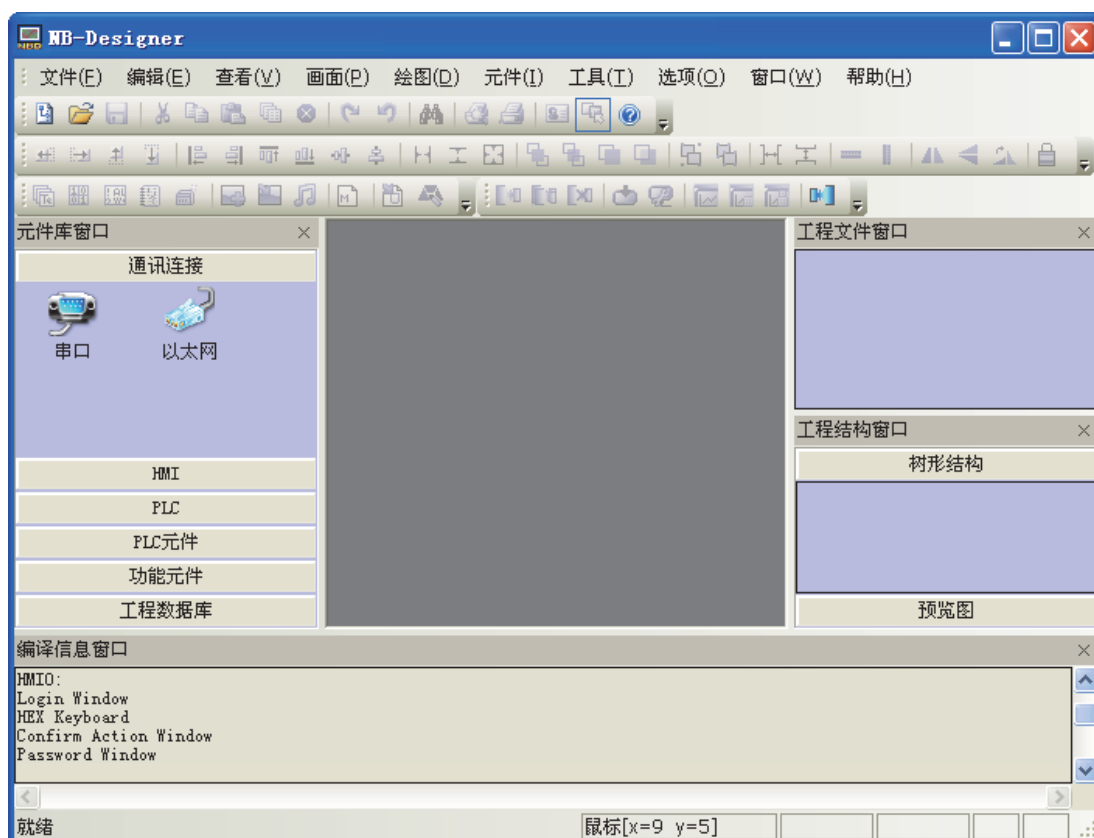 NB-Designer
文件(F) 编辑(E) 查看(V) 画面(P) 绘图(D) 元件(I) 工具(T) 选项(O) 窗口(W) 帮助(H)
元件库窗口
通讯连接
串口 以太网
HMI
PLC
PLC元件
功能元件
工程数据库
工程文件窗口
工程结构窗口
树形结构
预览图
编译信息窗口
HMI0:
Login Window
HEX Keyboard
Confirm Action Window
Password Window
就绪 鼠标[x=9 y=5]